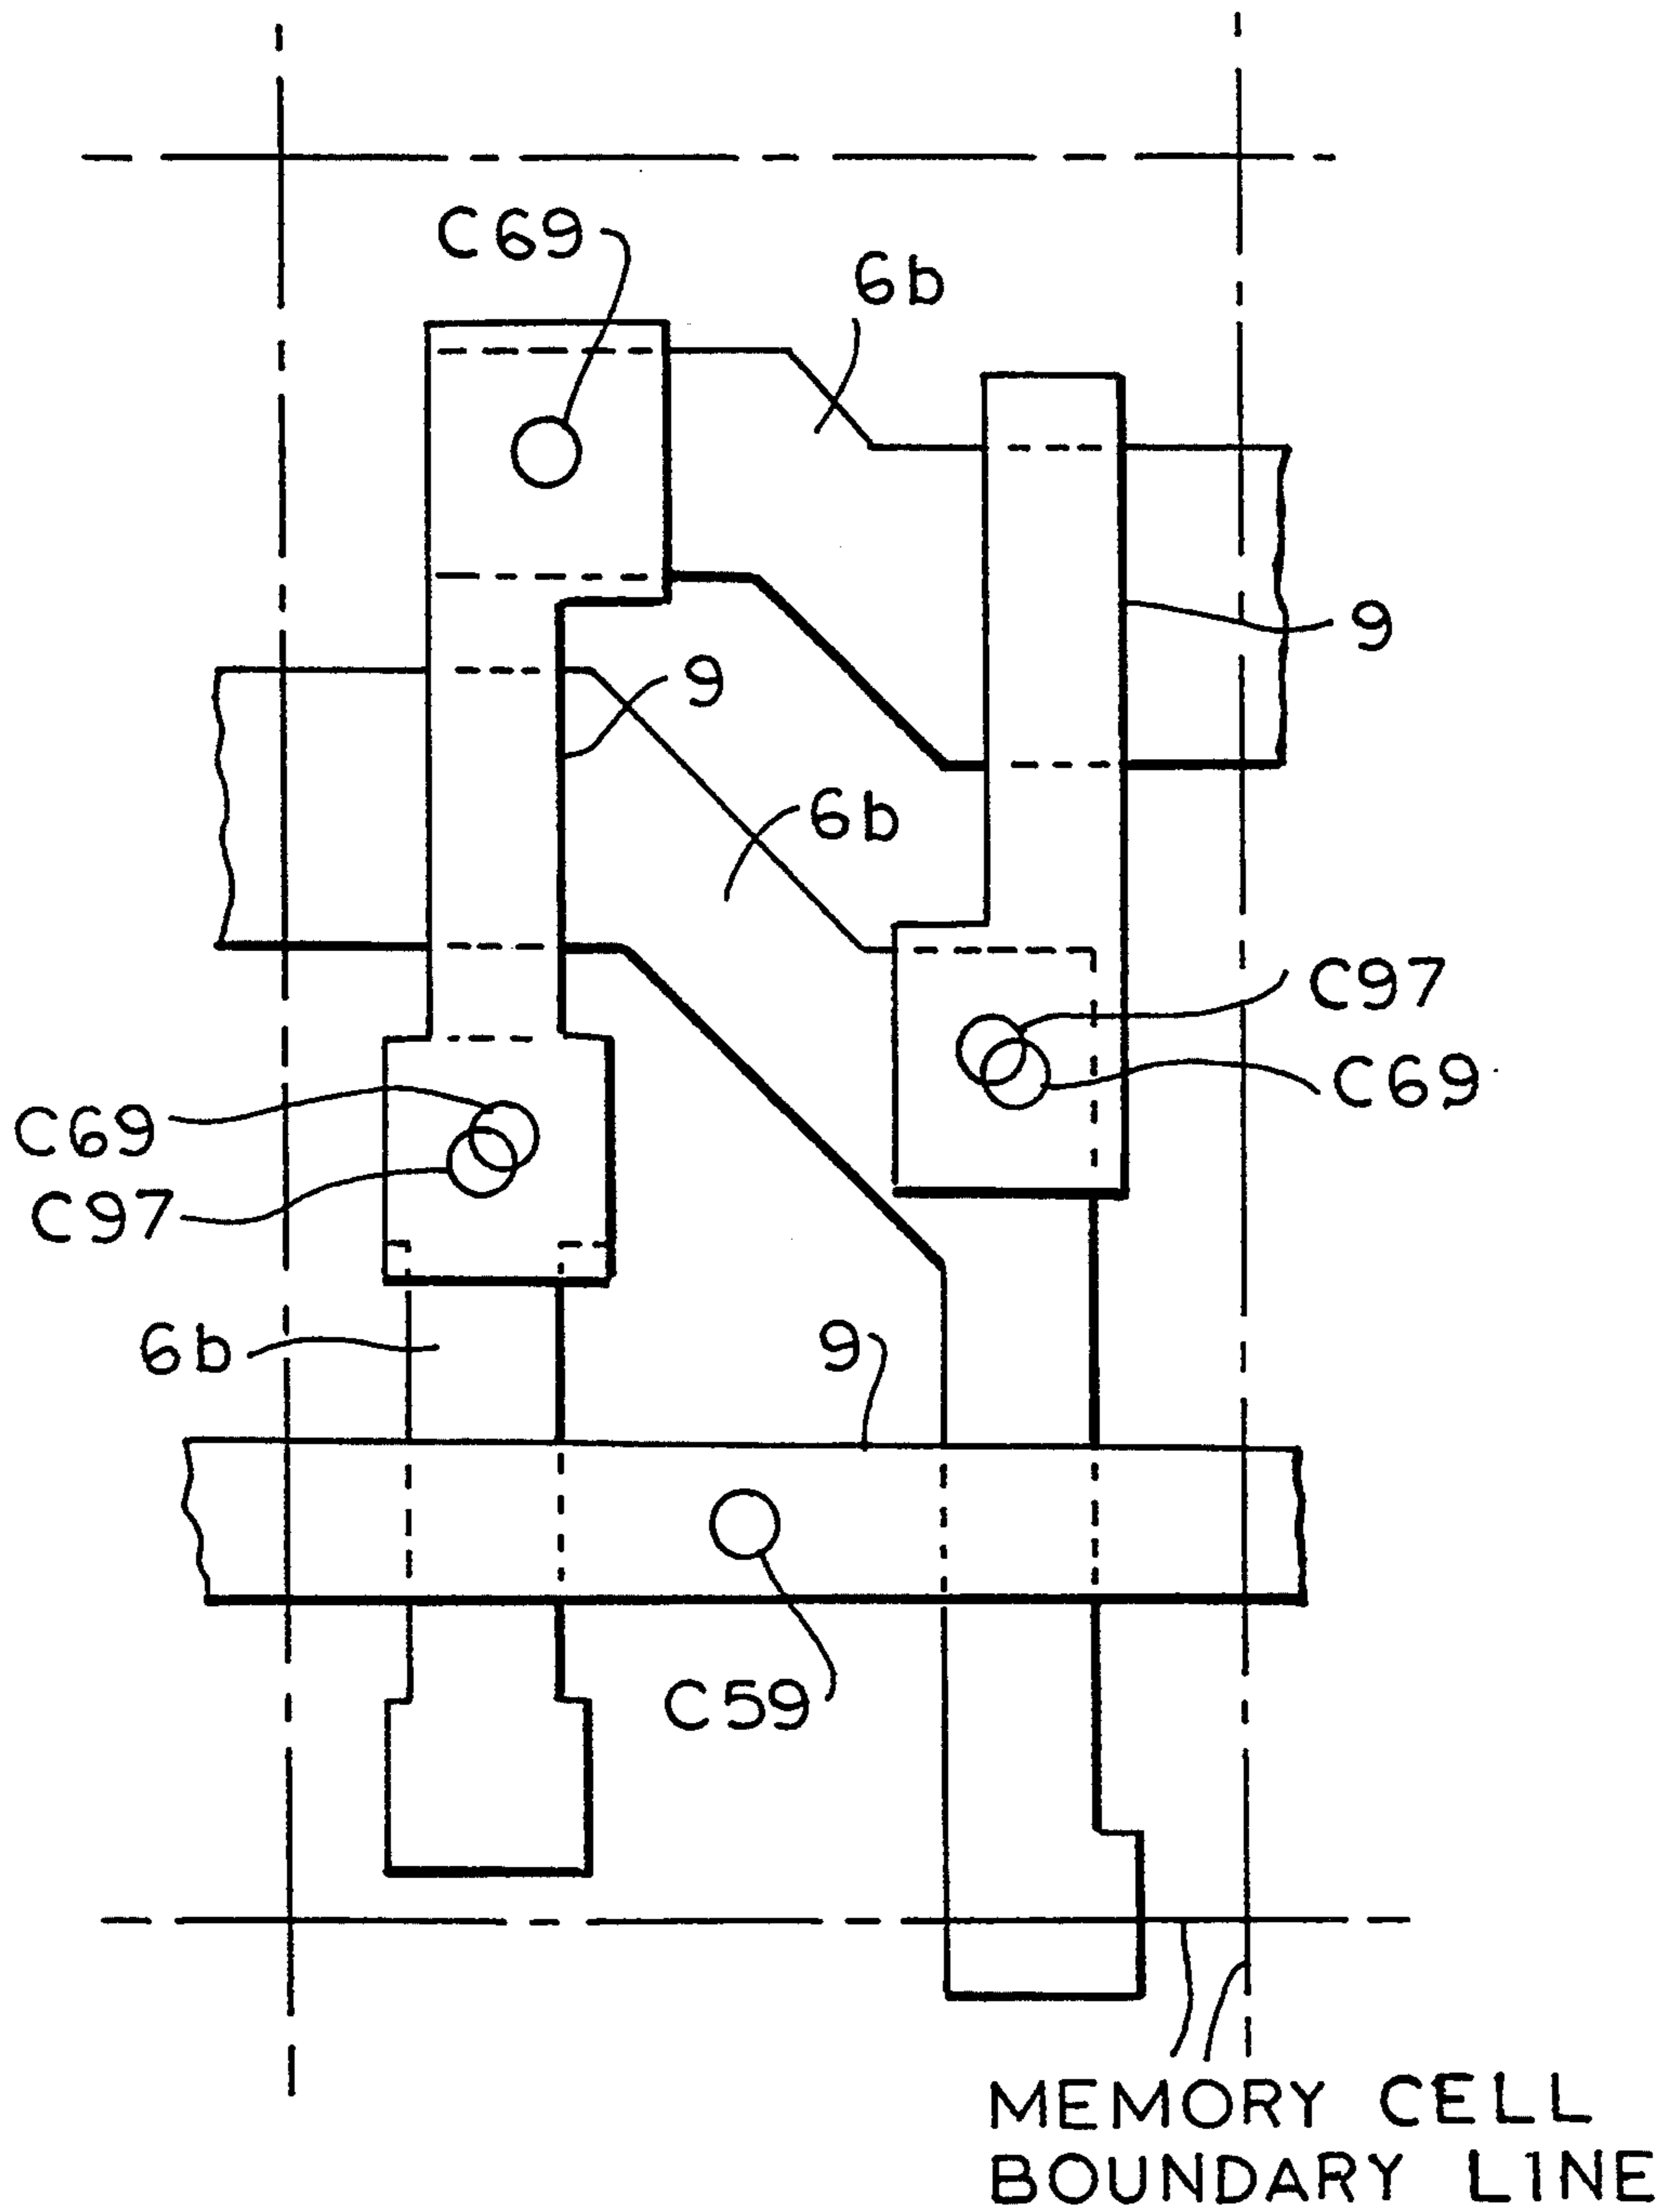 C69
6b
9
9
6b
C97
C69
C69
C97
6b
9
C59
MEMORY CELL
BOUNDARY LINE